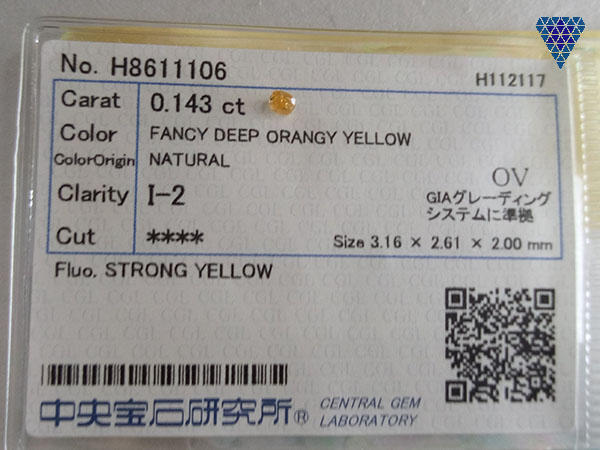 No. H8611106
H112117
Carat 0.143 ct
Color FANCY DEEP ORANGY YELLOW
ColorOrigin NATURAL
Clarity I-2
OV
GIAグレーディング
システムに準拠
Cut ****
Size 3.16 × 2.61 × 2.00 mm
Fluo. STRONG YELLOW
中央宝石研究所®
CENTRAL GEM
LABORATORY